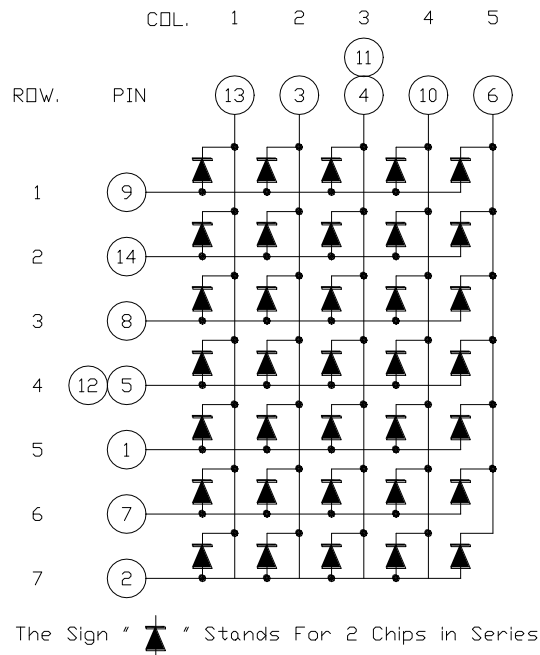 COL. 1 2 3 4 5
11
ROW. PIN 13 3 4 10 6
1 9
2 14
3 8
4 12 5
5 1
6 7
7 2
The Sign " " Stands For 2 Chips in Series